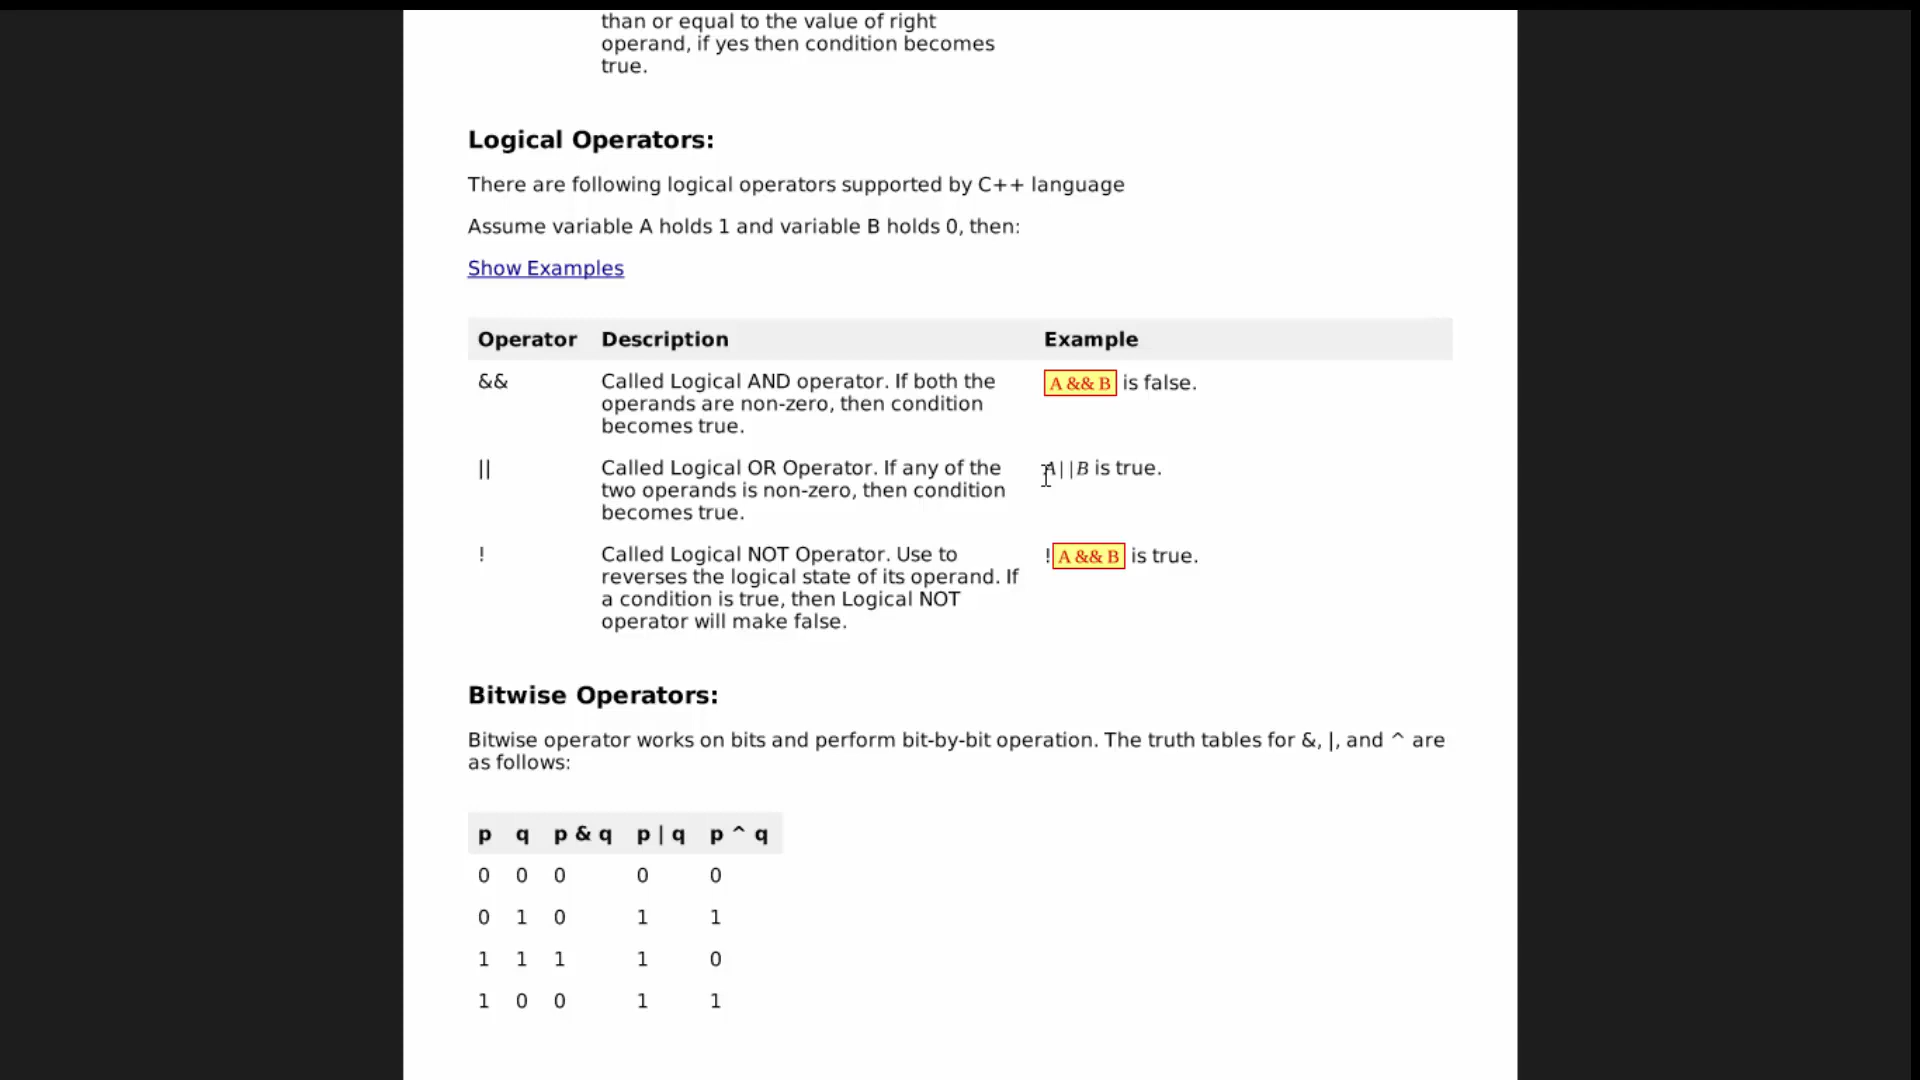 than or equal to the value of right
operand, if yes then condition becomes
true.
Logical Operators:
There are following logical operators supported by C++ language
Assume variable A holds 1 and variable B holds 0, then:
Show Examples
Operator Description Example
&& Called Logical AND operator. If both the A && B is false.
operands are non-zero, then condition
becomes true.
|| Called Logical OR Operator. If any of the A||B is true.
two operands is non-zero, then condition
becomes true.
! Called Logical NOT Operator. Use to !A && B is true.
reverses the logical state of its operand. If
a condition is true, then Logical NOT
operator will make false.
Bitwise Operators:
Bitwise operator works on bits and perform bit-by-bit operation. The truth tables for &, |, and ^ are
as follows:
p q p & q p | q p ^ q
0 0 0 0 0
0 1 0 1 1
1 1 1 1 0
1 0 0 1 1